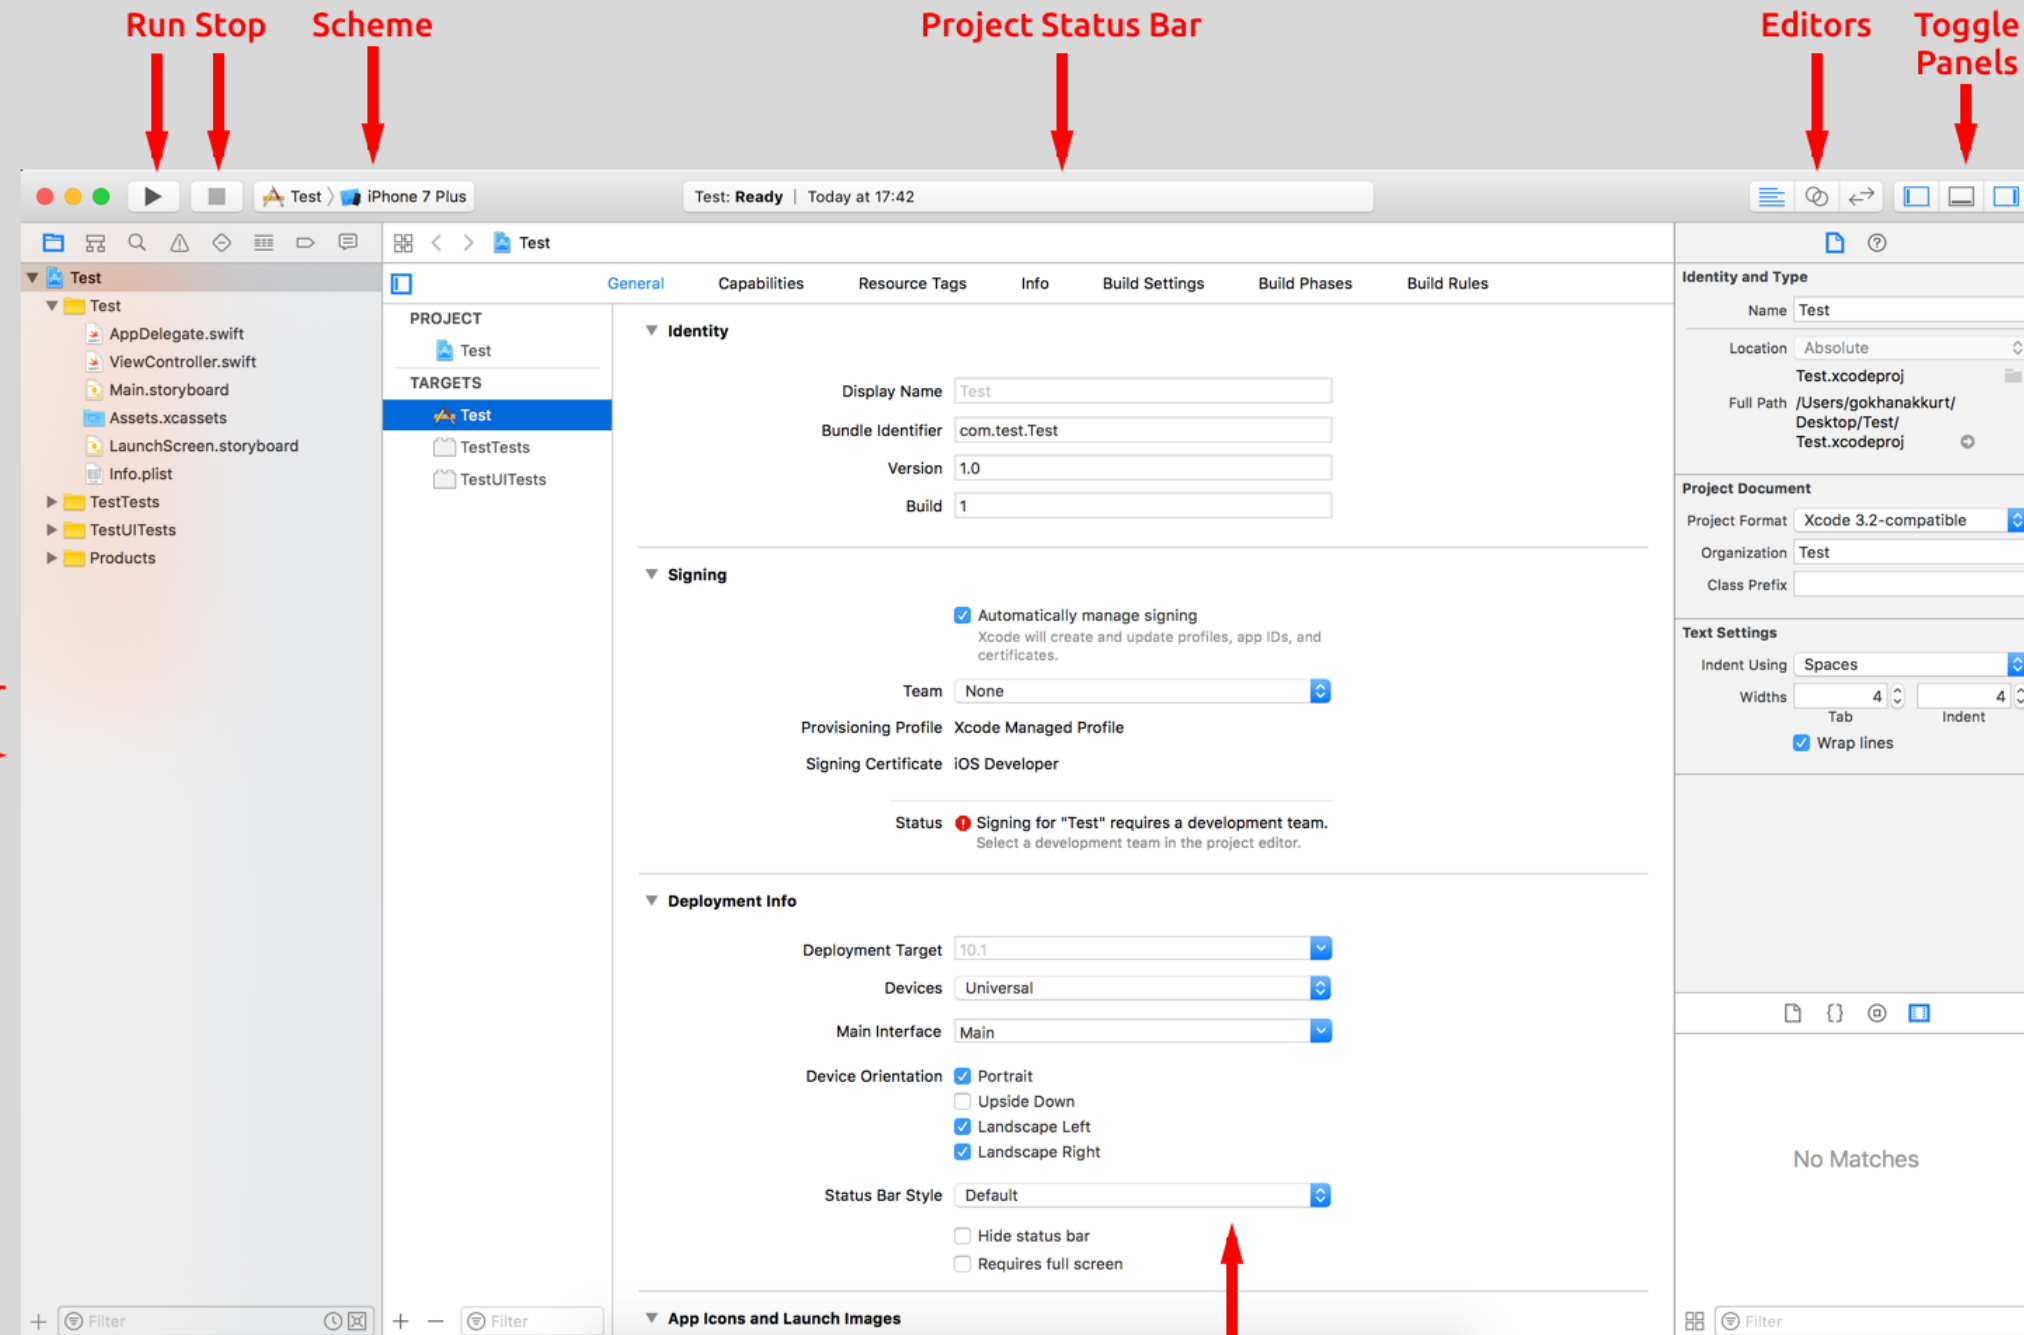 Run Stop
Scheme
Project Status Bar
Editors
Toggle
Panels
Test
iPhone 7 Plus
Test: Ready | Today at 17:42
Test
Test
Test
AppDelegate.swift
ViewController.swift
Main.storyboard
Assets.xcassets
LaunchScreen.storyboard
Info.plist
TestTests
TestUITests
Products
Filter
General
Capabilities
Resource Tags
Info
Build Settings
Build Phases
Build Rules
PROJECT
Test
TARGETS
Test
TestTests
TestUITests
Filter
Identity
Display Name Test
Bundle Identifier com.test.Test
Version 1.0
Build 1
Signing
Automatically manage signing
Xcode will create and update profiles, app IDs, and
certificates.
Team None
Provisioning Profile Xcode Managed Profile
Signing Certificate iOS Developer
Status Signing for "Test" requires a development team.
Select a development team in the project editor.
Deployment Info
Deployment Target 10.1
Devices Universal
Main Interface Main
Device Orientation Portrait
Upside Down
Landscape Left
Landscape Right
Status Bar Style Default
Hide status bar
Requires full screen
App Icons and Launch Images
Identity and Type
Name Test
Location Absolute
Test.xcodeproj
Full Path /Users/gokhanakkurt/
Desktop/Test/
Test.xcodeproj
Project Document
Project Format Xcode 3.2-compatible
Organization Test
Class Prefix
Text Settings
Indent Using Spaces
Widths 4 4
Tab Indent
Wrap lines
{}
No Matches
Filter